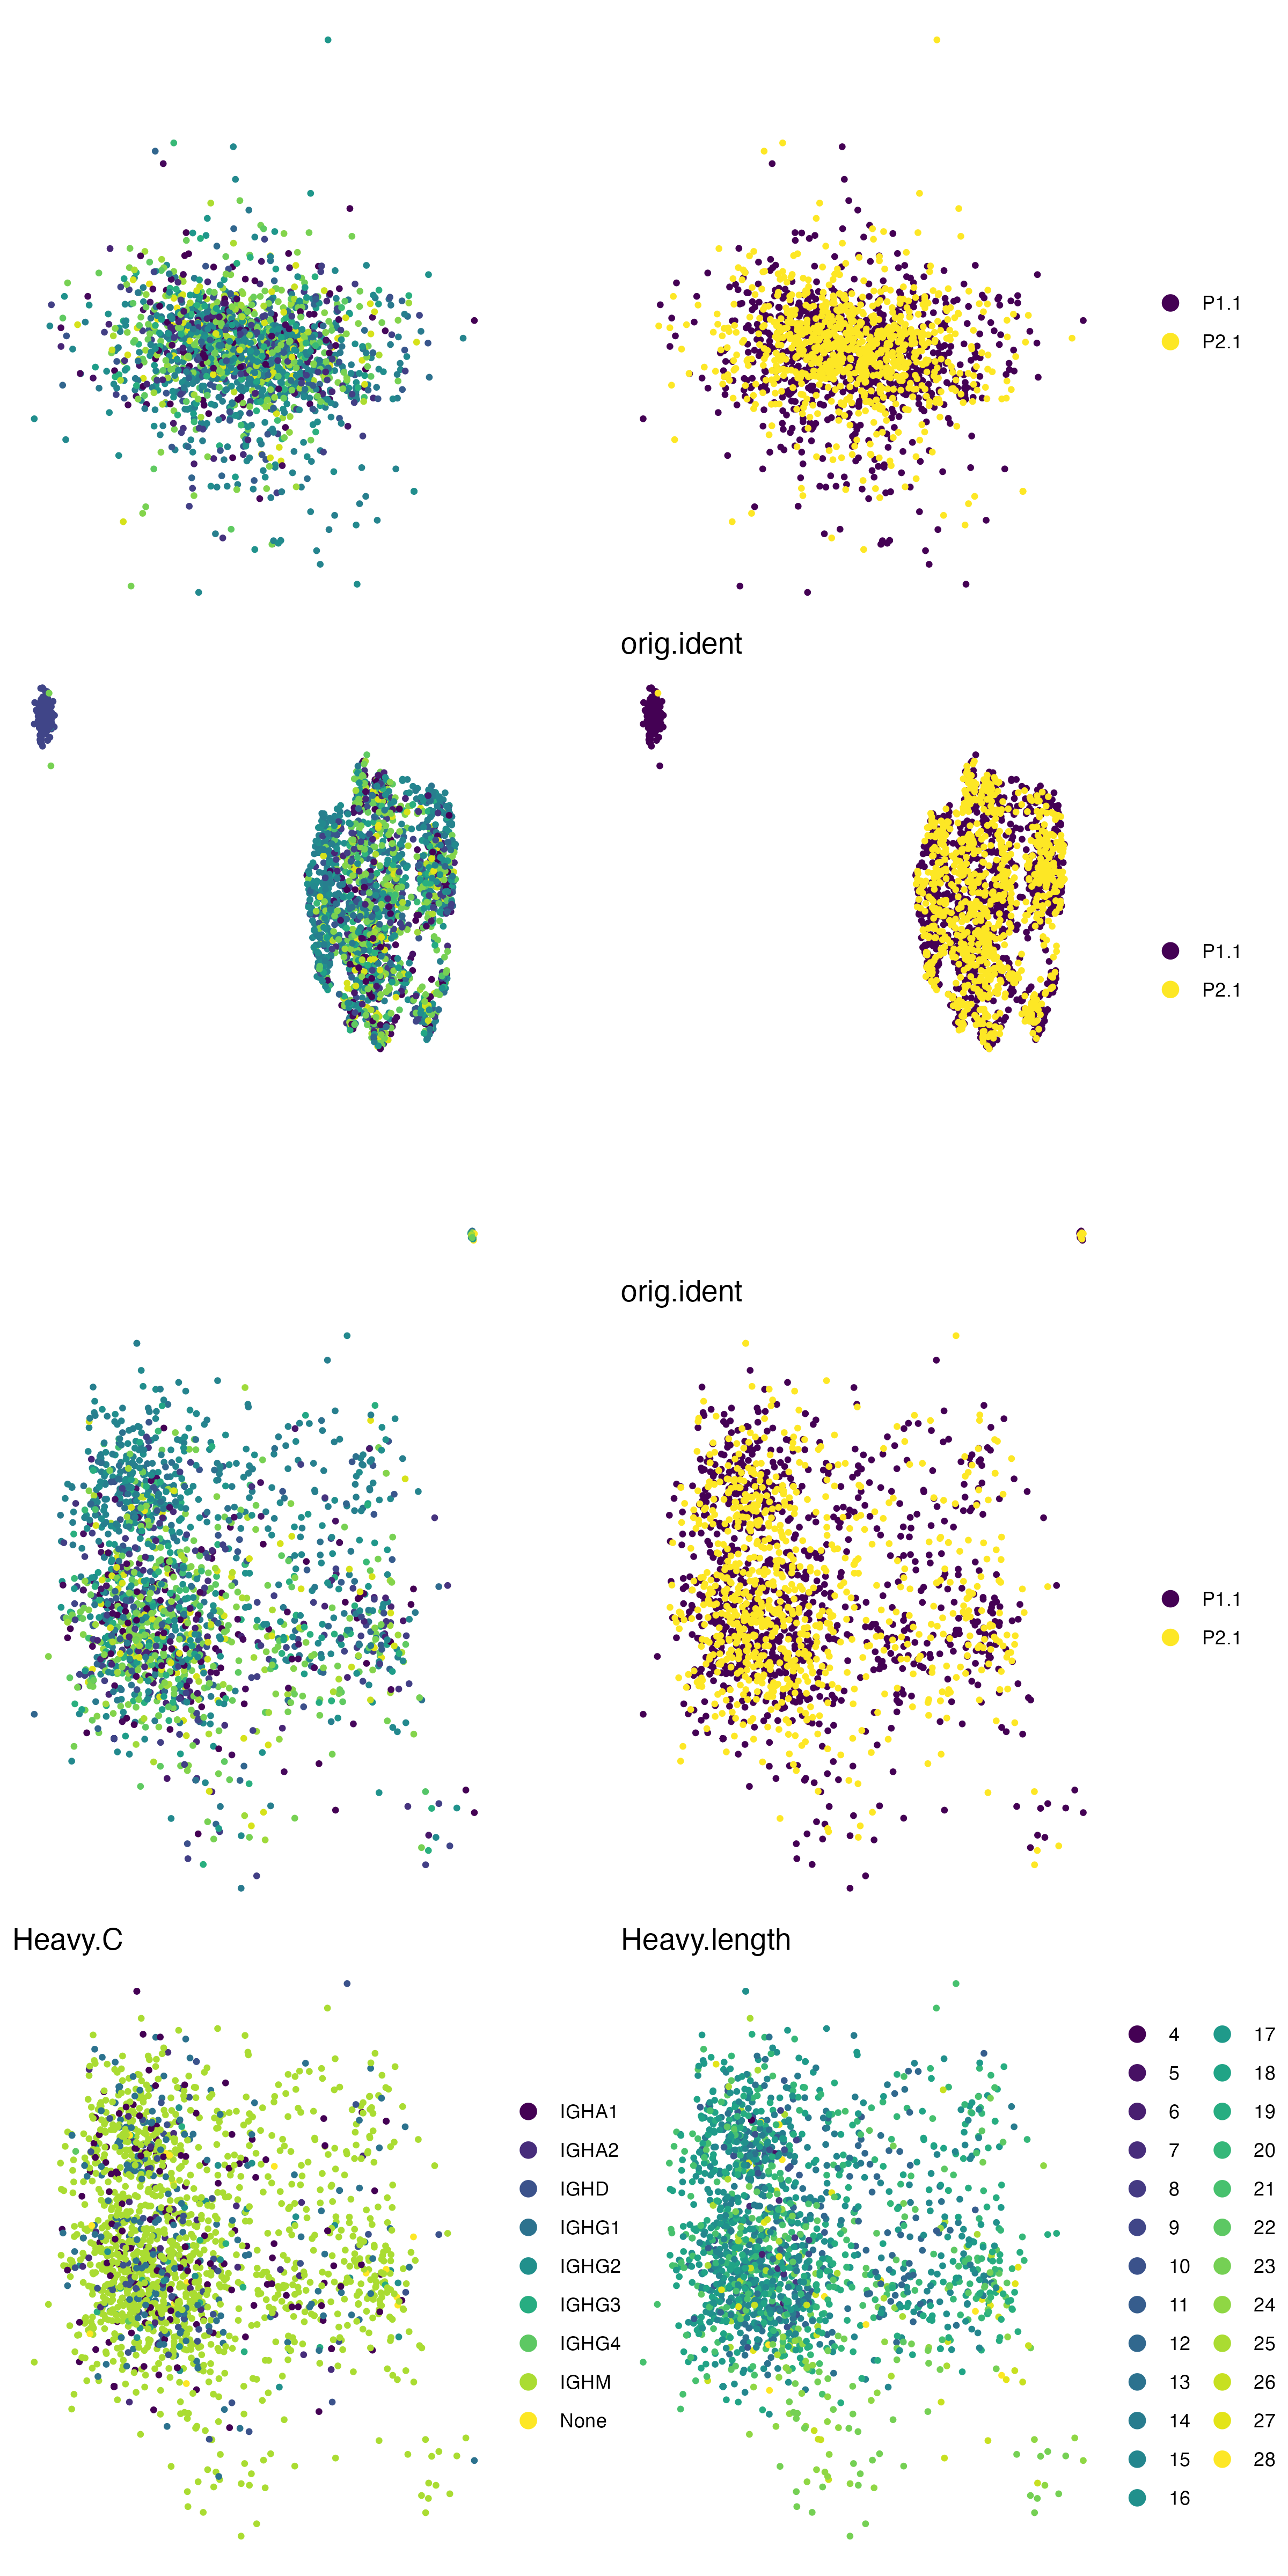 P1.1
P2.1
orig.ident
P1.1
P2.1
orig.ident
P1.1
P2.1
Heavy.C
IGHA1
IGHA2
IGHD
IGHG1
IGHG2
IGHG3
IGHG4
IGHM
None
Heavy.length
4
5
6
7
8
9
10
11
12
13
14
15
16
17
18
19
20
21
22
23
24
25
26
27
28